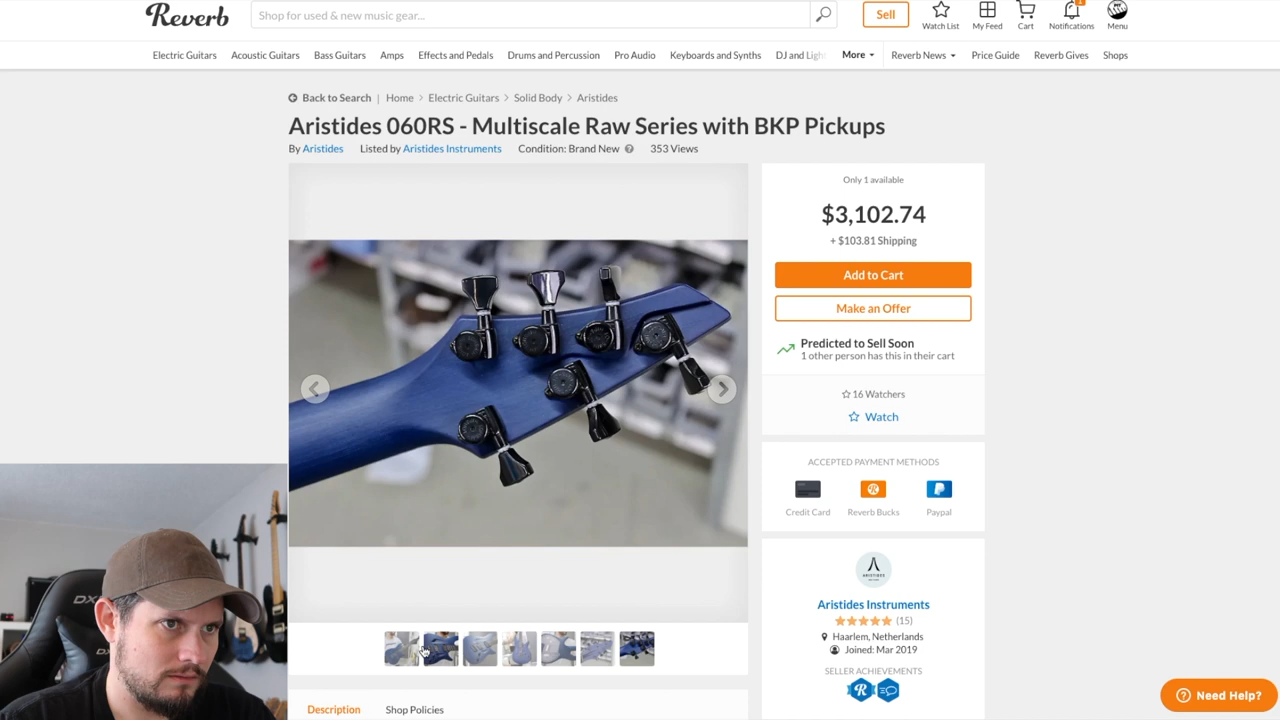 Reverb
Shop for used & new music gear...
Sell
Watch List
My Feed
Cart
Notifications
Menu
Electric Guitars
Acoustic Guitars
Bass Guitars
Amps
Effects and Pedals
Drums and Percussion
Pro Audio
Keyboards and Synths
DJ and Light
More
Reverb News
Price Guide
Reverb Gives
Shops
Back to Search | Home > Electric Guitars > Solid Body > Aristides
Aristides 060RS - Multiscale Raw Series with BKP Pickups
By Aristides Listed by Aristides Instruments Condition: Brand New 353 Views
Only 1 available
$3,102.74
+ $103.81 Shipping
Add to Cart
Make an Offer
Predicted to Sell Soon
1 other person has this in their cart
16 Watchers
Watch
ACCEPTED PAYMENT METHODS
Credit Card
Reverb Bucks
Paypal
ARISTIDES
Aristides Instruments
(15)
Haarlem, Netherlands
Joined: Mar 2019
SELLER ACHIEVEMENTS
Description
Shop Policies
Need Help?
DX